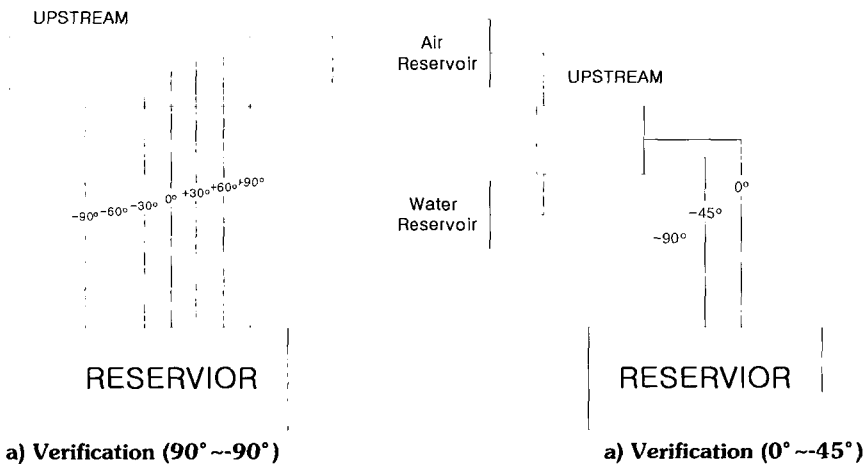 UPSTREAM
Air
Reservoir
UPSTREAM
-90° -60° -30° 0° +30° +60° +90°
Water
Reservoir
0°
-45°
-90°
RESERVIOR
RESERVIOR
a) Verification (90°~-90°)
a) Verification (0°~-45°)